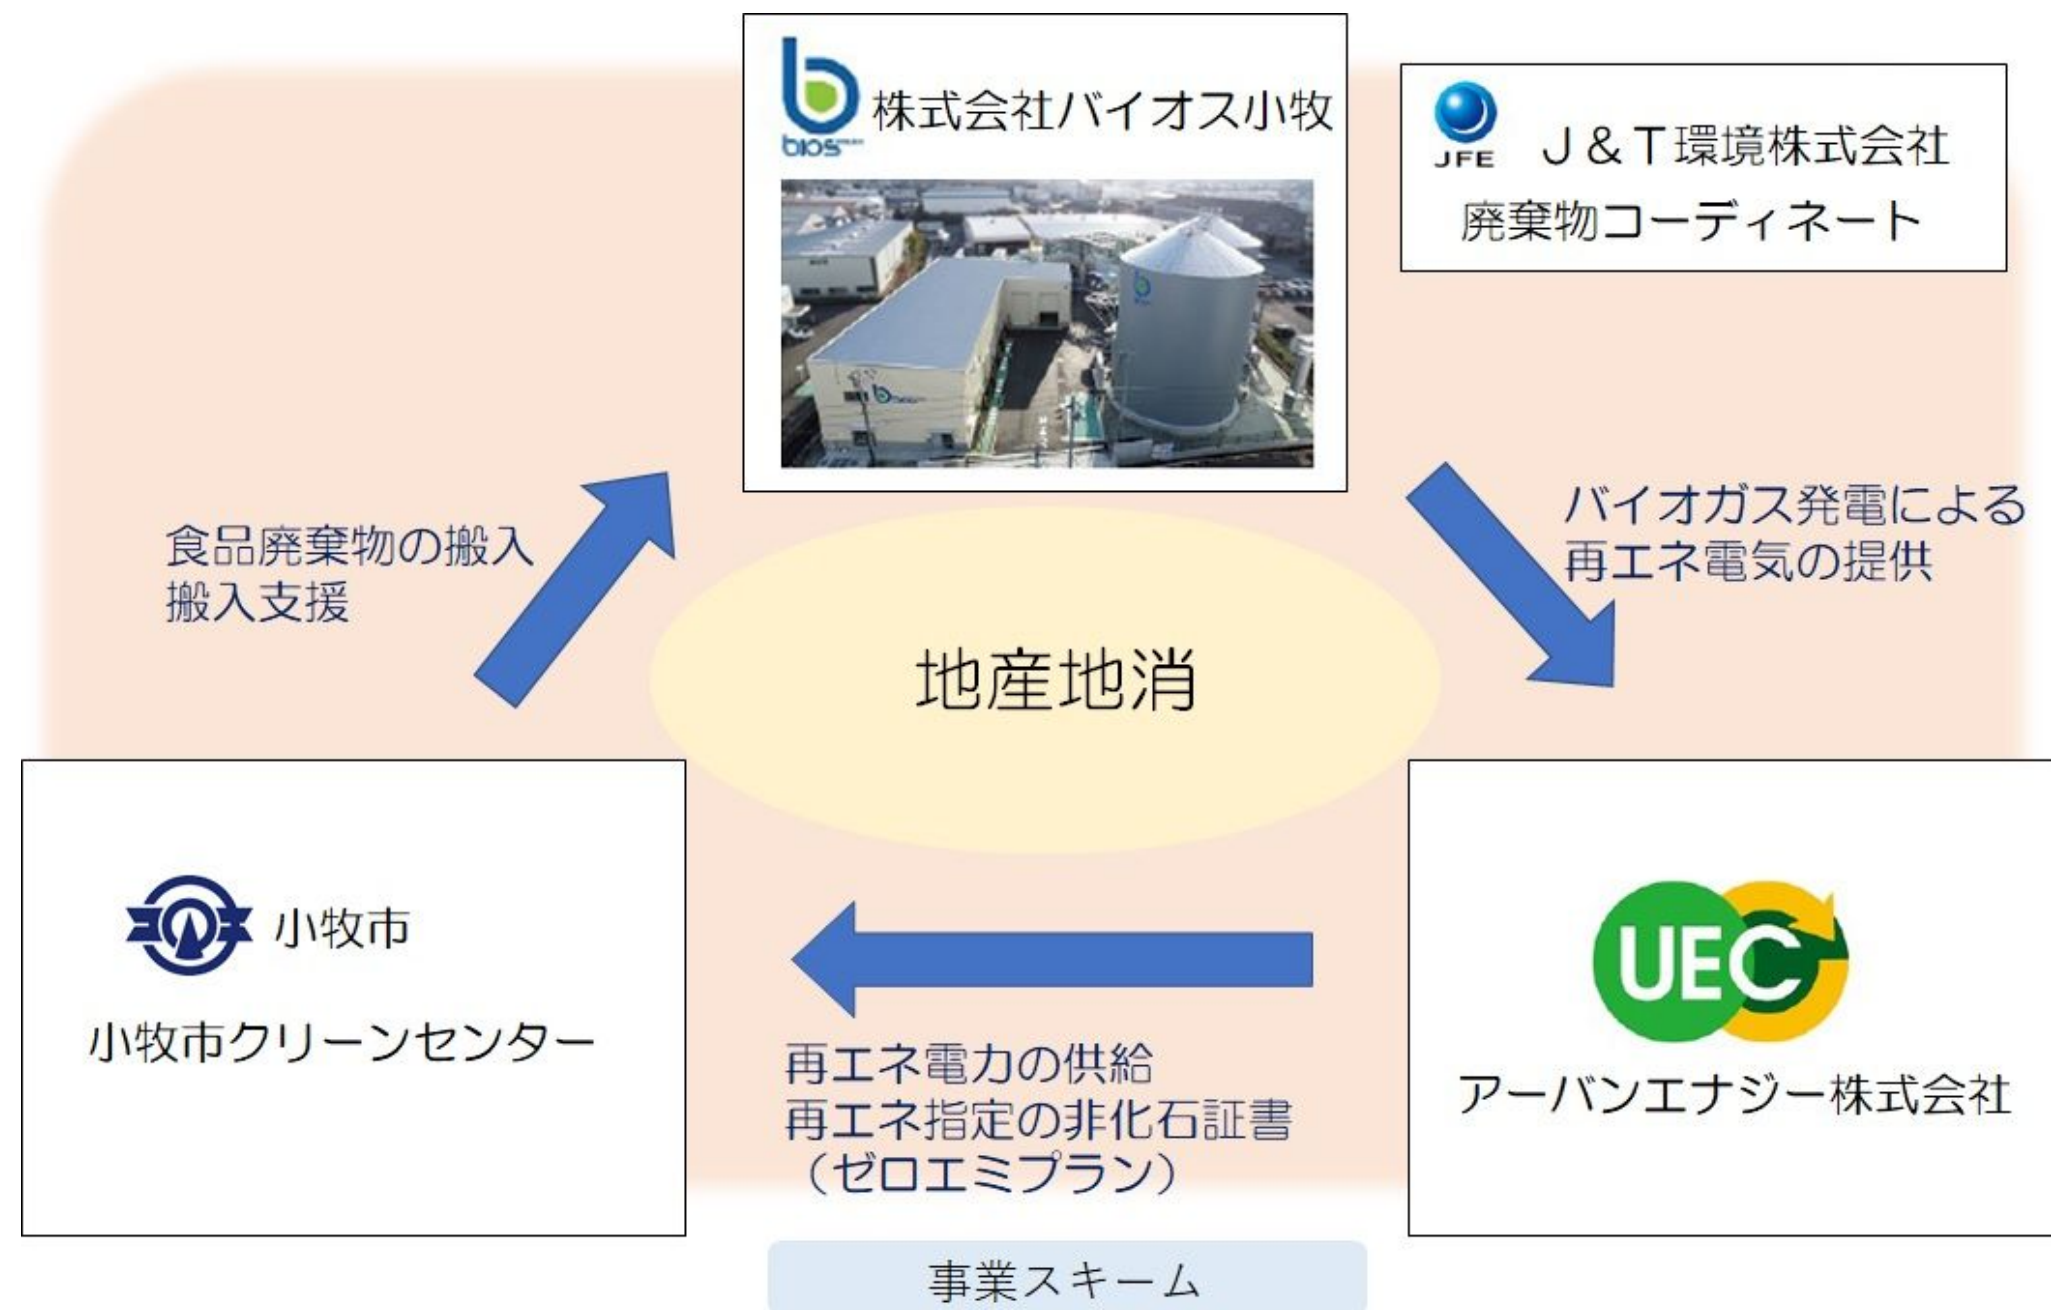 bios
株式会社バイオス小牧
JFE
J&T環境株式会社
廃棄物コーディネート
食品廃棄物の搬入
搬入支援
バイオガス発電による
再エネ電気の提供
地産地消
小牧市
小牧市クリーンセンター
再エネ電力の供給
再エネ指定の非化石証書
（ゼロエミプラン）
UEC
アーバンエナジー株式会社
事業スキーム